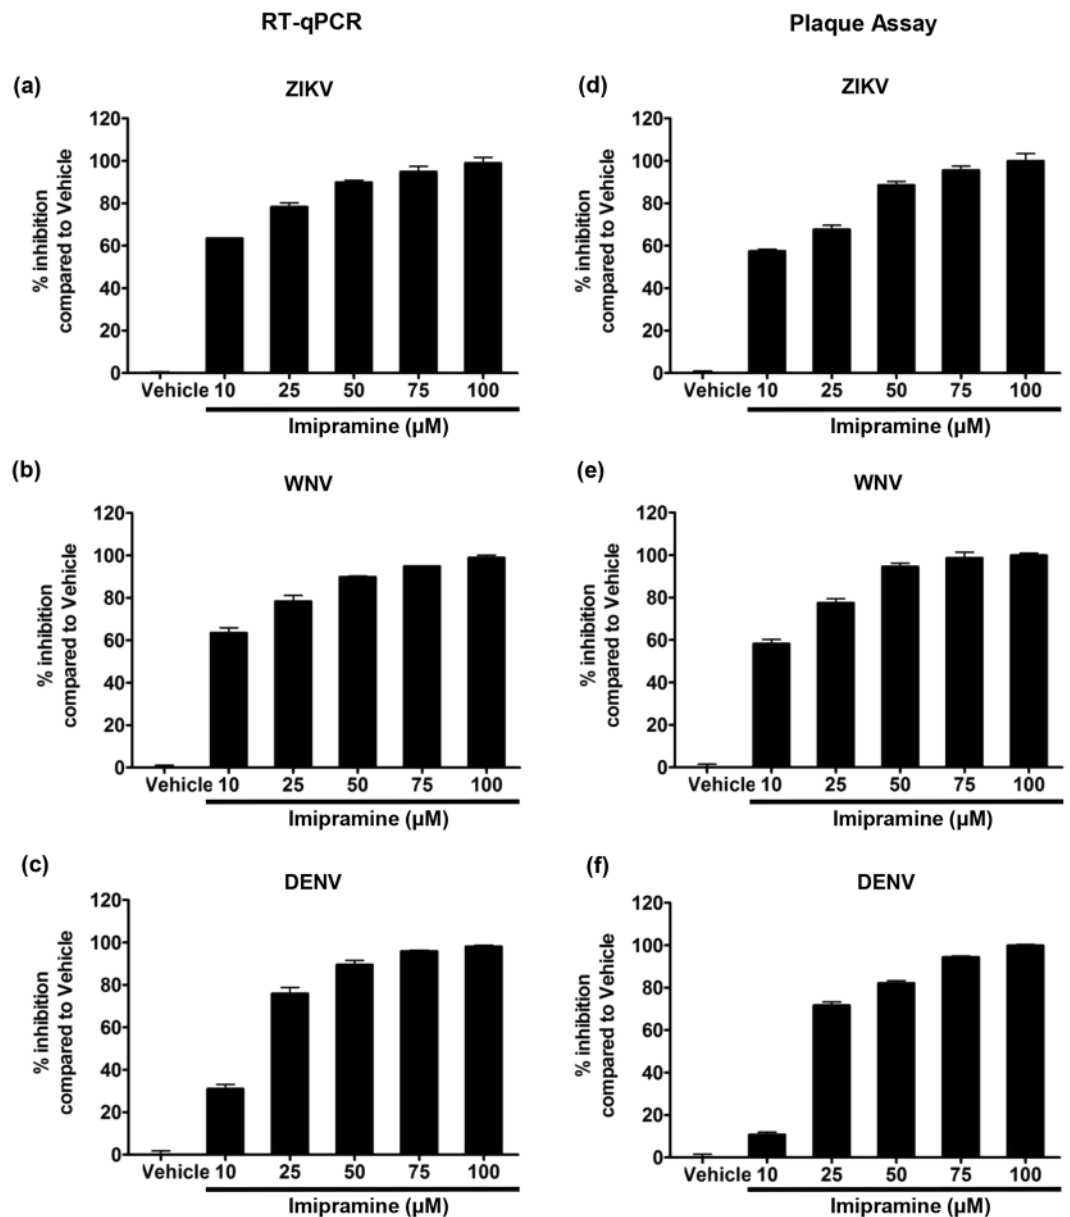 RT-qPCR
Plaque Assay
(a)
ZIKV
% inhibition
compared to Vehicle
120
100
80
60
40
20
0
Vehicle 10 25 50 75 100
Imipramine (µM)
(d)
ZIKV
% inhibition
compared to Vehicle
120
100
80
60
40
20
0
Vehicle 10 25 50 75 100
Imipramine (µM)
(b)
WNV
% inhibition
compared to Vehicle
120
100
80
60
40
20
0
Vehicle 10 25 50 75 100
Imipramine (µM)
(e)
WNV
% inhibition
compared to Vehicle
120
100
80
60
40
20
0
Vehicle 10 25 50 75 100
Imipramine (µM)
(c)
DENV
% inhibition
compared to Vehicle
120
100
80
60
40
20
0
Vehicle 10 25 50 75 100
Imipramine (µM)
(f)
DENV
% inhibition
compared to Vehicle
120
100
80
60
40
20
0
Vehicle 10 25 50 75 100
Imipramine (µM)